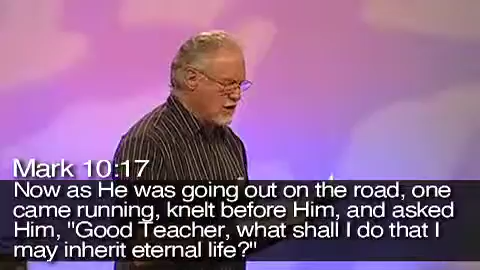 Mark 10:17
Now as He was going out on the road, one
came running, knelt before Him, and asked
Him, "Good Teacher, what shall I do that I
may inherit eternal life?"